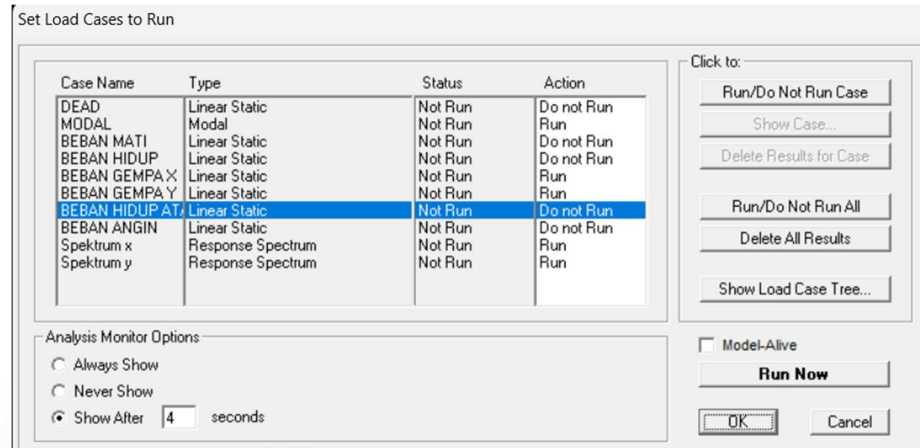 Set Load Cases to Run
Case Name Type Status Action
DEAD Linear Static Not Run Do not Run
MODAL Modal Not Run Run
BEBAN MATI Linear Static Not Run Do not Run
BEBAN HIDUP Linear Static Not Run Do not Run
BEBAN GEMPA X Linear Static Not Run Run
BEBAN GEMPA Y Linear Static Not Run Run
BEBAN HIDUP ATA Linear Static Not Run Do not Run
BEBAN ANGIN Linear Static Not Run Do not Run
Spektrum x Response Spectrum Not Run Run
Spektrum y Response Spectrum Not Run Run
Click to:
Run/Do Not Run Case
Show Case...
Delete Results for Case
Run/Do Not Run All
Delete All Results
Show Load Case Tree...
Analysis Monitor Options
Always Show
Never Show
Show After 4 seconds
Model-Alive
Run Now
OK Cancel